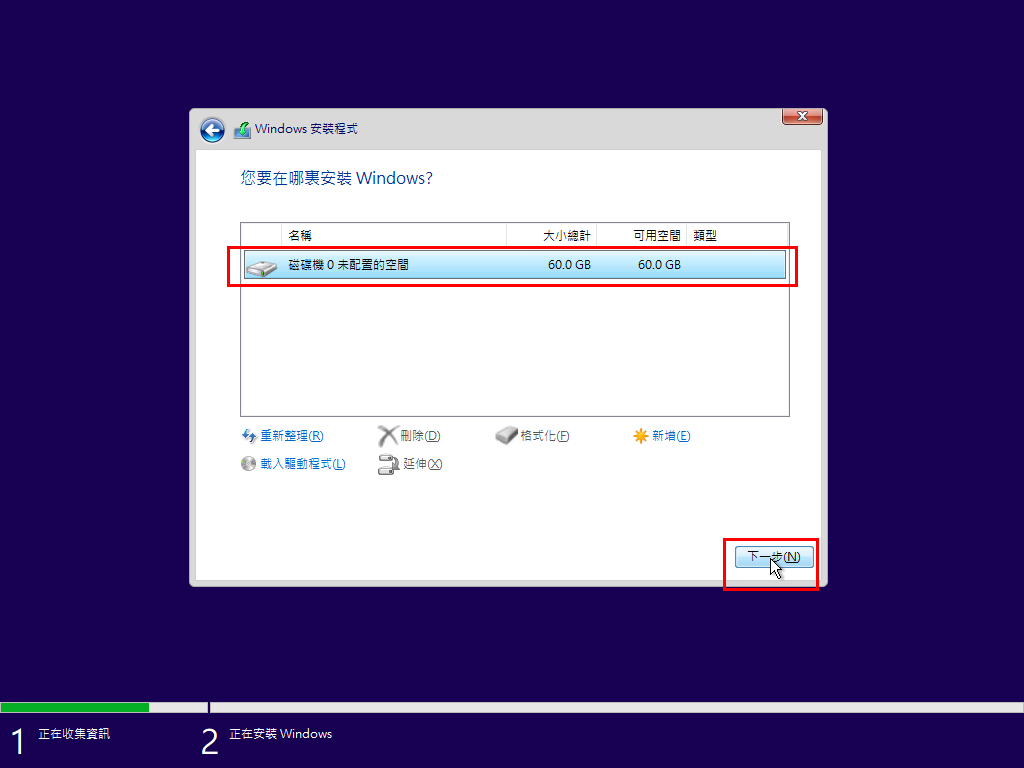 Windows 安裝程式
您要在哪裏安裝 Windows?
名稱 大小總計 可用空間 類型
磁碟機 0 未配置的空間 60.0 GB 60.0 GB
重新整理(R) 刪除(D) 格式化(F) 新增(E)
載入驅動程式(L) 延伸(X)
下一步(N)
1 正在收集資訊 2 正在安裝 Windows